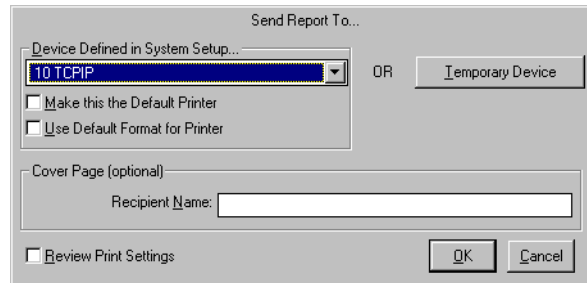 Send Report To...
Device Defined in System Setup...
10 TCPIP
OR
Temporary Device
Make this the Default Printer
Use Default Format for Printer
Cover Page (optional)
Recipient Name:
Review Print Settings
OK
Cancel